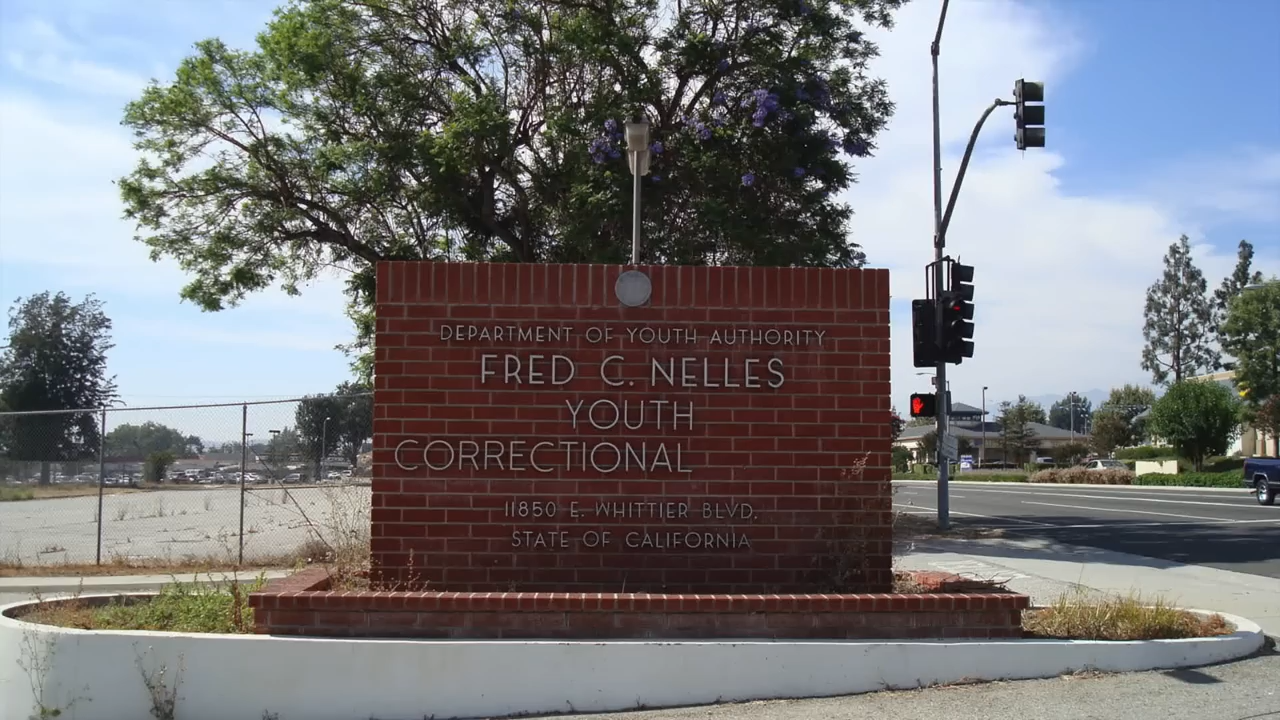 DEPARTMENT OF YOUTH AUTHORITY
FRED C. NELLES
YOUTH
CORRECTIONAL
11850 E. WHITTIER BLVD.
STATE OF CALIFORNIA